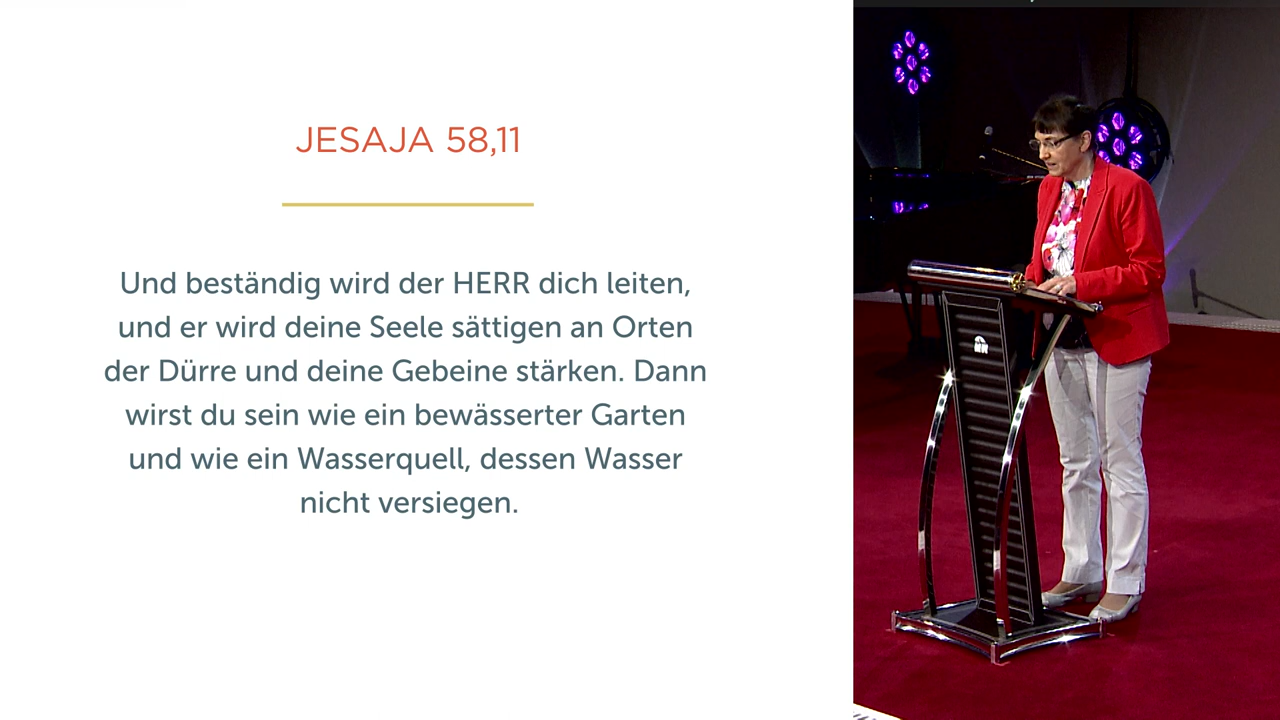 JESAJA 58,11
Und beständig wird der HERR dich leiten,
und er wird deine Seele sättigen an Orten
der Dürre und deine Gebeine stärken. Dann
wirst du sein wie ein bewässerter Garten
und wie ein Wasserquell, dessen Wasser
nicht versiegen.